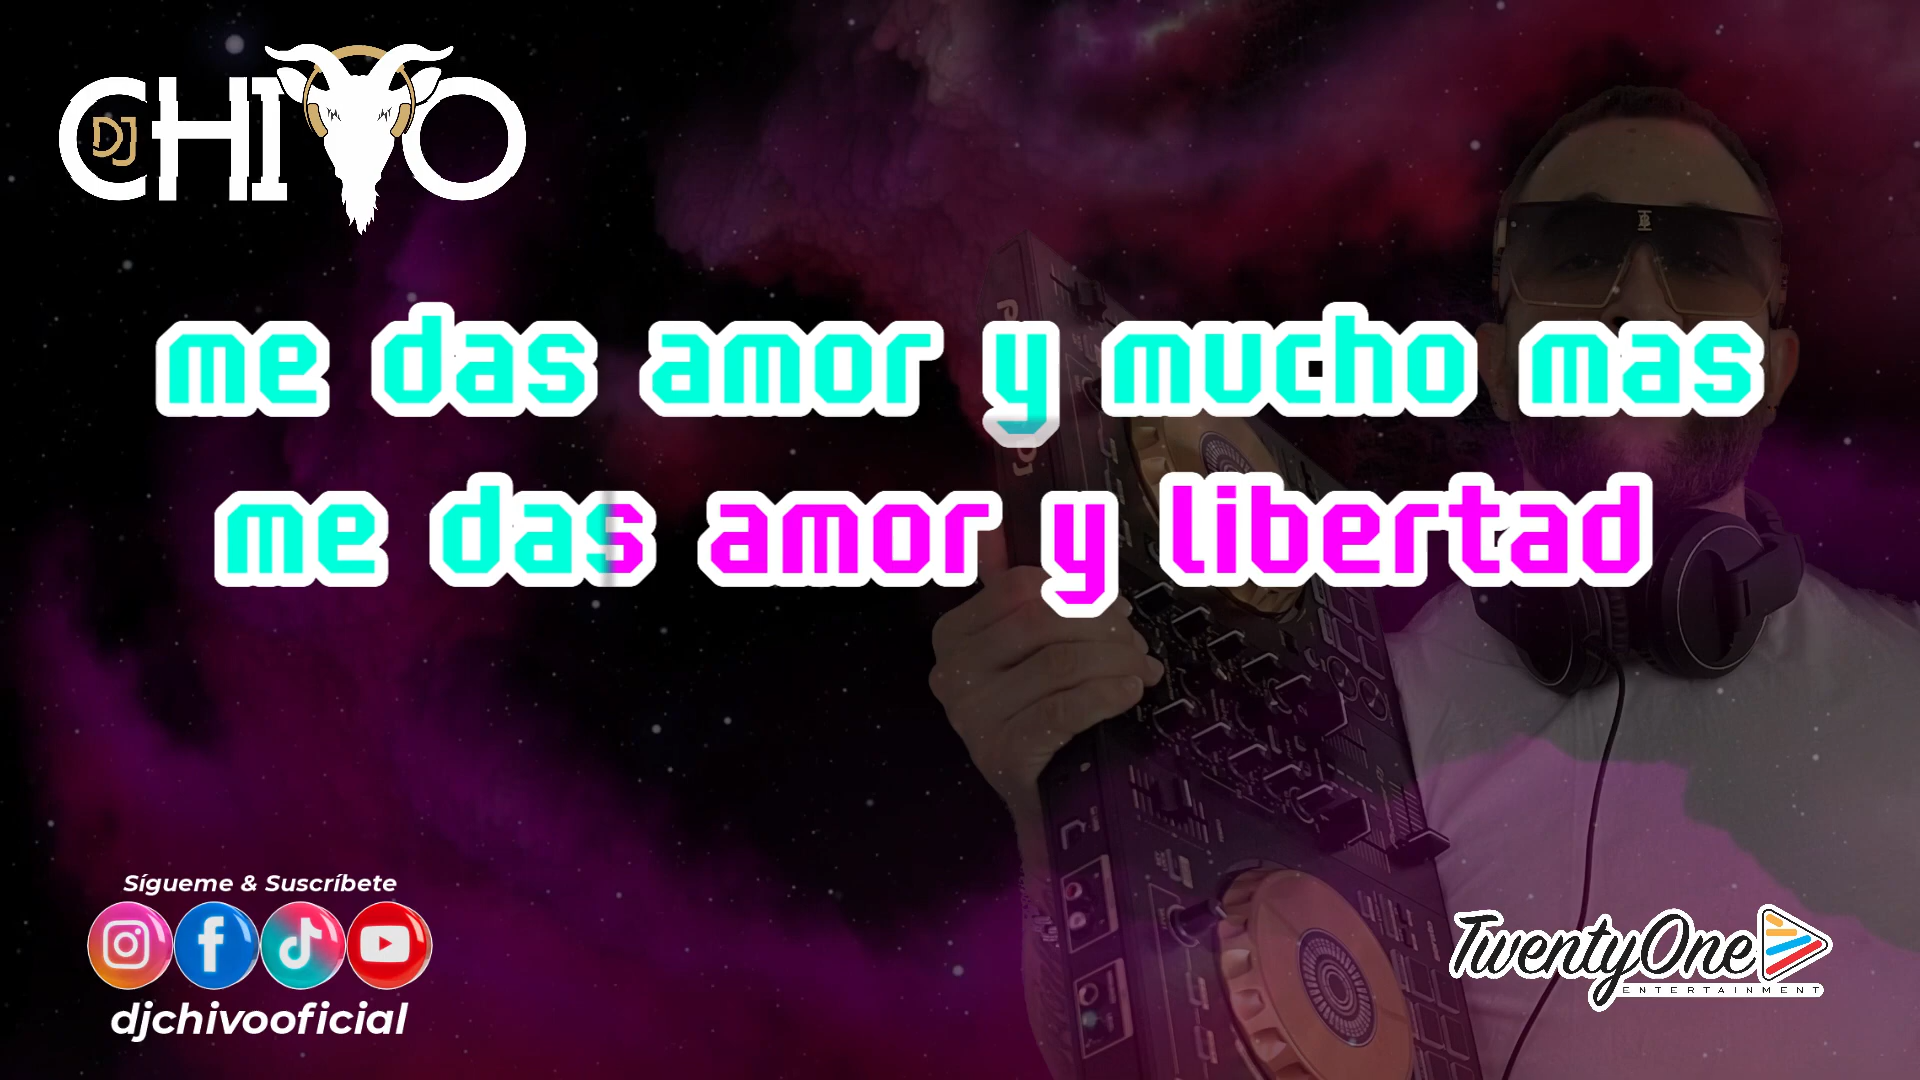 DJ CHIVO
me das amor y mucho mas
me das amor y libertad
Sígueme & Suscríbete
djchivooficial
TwentyOne
ENTERTAINMENT